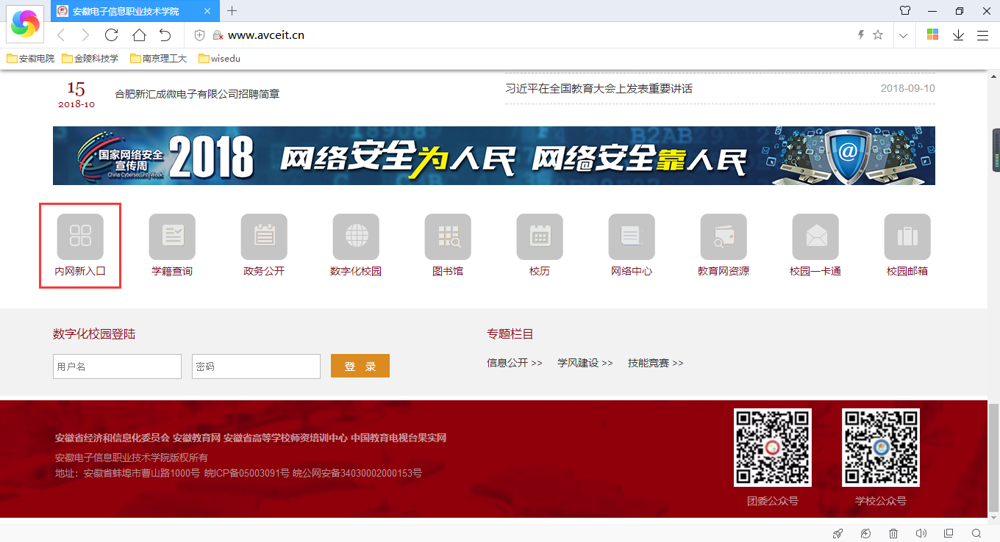 安徽电子信息职业技术学院
www.avceit.cn
安徽电院 金陵科技学 南京理工大 wisedu
15
2018-10
合肥新汇成微电子有限公司招聘简章
习近平在全国教育大会上发表重要讲话 2018-09-10
国家网络安全
宣传周
China Cybersecurity Week
2018 网络安全为人民 网络安全靠人民
内网新入口 学籍查询 政务公开 数字化校园 图书馆 校历 网络中心 教育网资源 校园一卡通 校园邮箱
数字化校园登陆
用户名 密码 登 录
专题栏目
信息公开 >> 学风建设 >> 技能竞赛 >>
安徽省经济和信息化委员会 安徽教育网 安徽省高等学校师资培训中心 中国教育电视台果实网
安徽电子信息职业技术学院版权所有
地址：安徽省蚌埠市曹山路1000号 皖ICP备05003091号 皖公网安备34030002000153号
团委公众号 学校公众号